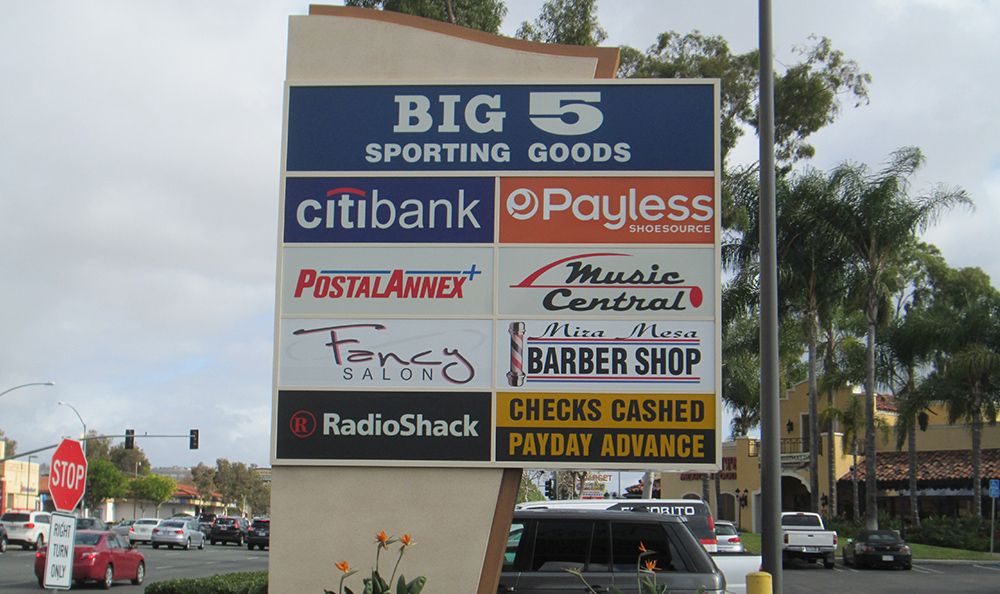 BIG 5
SPORTING GOODS
citibank
Payless
SHOESOURCE
POSTALANNEX+
Music
Central
Fancy
SALON
Mira Mesa
BARBER SHOP
R RadioShack
CHECKS CASHED
PAYDAY ADVANCE
STOP
RIGHT
TURN
ONLY